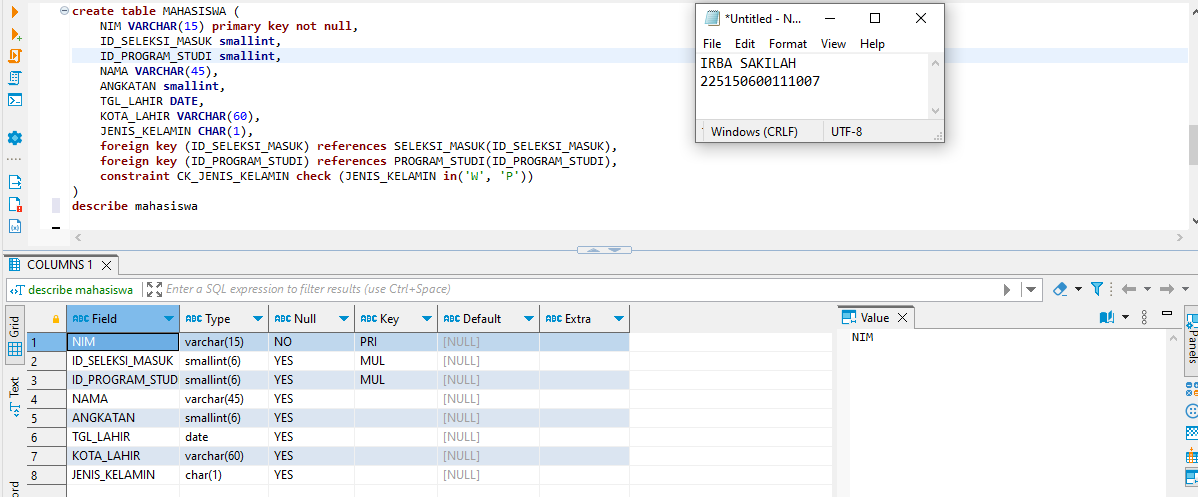 create table MAHASISWA (
NIM VARCHAR(15) primary key not null,
ID_SELEKSI_MASUK smallint,
ID_PROGRAM_STUDI smallint,
NAMA VARCHAR(45),
ANGKATAN smallint,
TGL_LAHIR DATE,
KOTA_LAHIR VARCHAR(60),
JENIS_KELAMIN CHAR(1),
foreign key (ID_SELEKSI_MASUK) references SELEKSI_MASUK(ID_SELEKSI_MASUK),
foreign key (ID_PROGRAM_STUDI) references PROGRAM_STUDI(ID_PROGRAM_STUDI),
constraint CK_JENIS_KELAMIN check (JENIS_KELAMIN in('W', 'P'))
)
describe mahasiswa
*Untitled - N...
File Edit Format View Help
IRBA SAKILAH
225150600111007
Windows (CRLF) UTF-8
COLUMNS 1
describe mahasiswa Enter a SQL expression to filter results (use Ctrl+Space)
Grid
Text
ABC Field ABC Type ABC Null ABC Key ABC Default ABC Extra
1 NIM varchar(15) NO PRI [NULL]
2 ID_SELEKSI_MASUK smallint(6) YES MUL [NULL]
3 ID_PROGRAM_STUD smallint(6) YES MUL [NULL]
4 NAMA varchar(45) YES [NULL]
5 ANGKATAN smallint(6) YES [NULL]
6 TGL_LAHIR date YES [NULL]
7 KOTA_LAHIR varchar(60) YES [NULL]
8 JENIS_KELAMIN char(1) YES [NULL]
Value
NIM
Panels